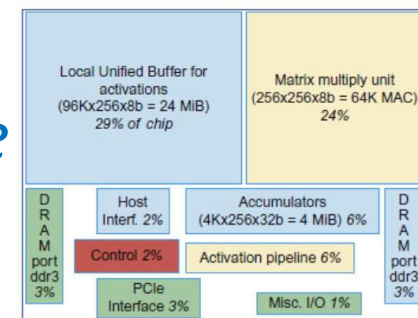 Local Unified Buffer for
activations
(96Kx256x8b = 24 MiB)
29% of chip
Matrix multiply unit
(256x256x8b = 64K MAC)
24%
?
D
R
A
M
port
ddr3
3%
Host
Interf. 2%
Accumulators
(4Kx256x32b = 4 MiB) 6%
D
R
A
M
port
ddr3
3%
Control 2%
Activation pipeline 6%
PCIe
Interface 3%
Misc. I/O 1%